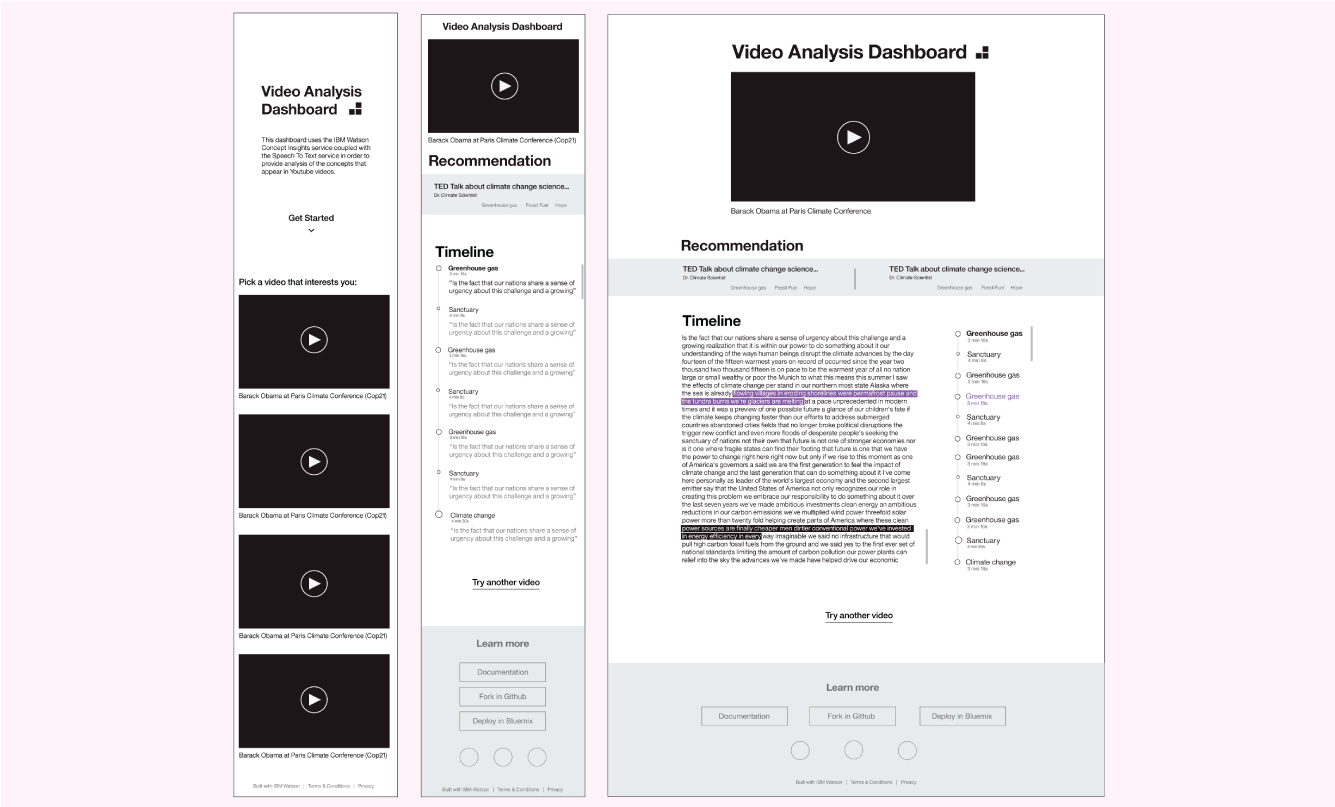 Video Analysis
Dashboard
This dashboard uses the IBM Watson
Concept Insights service coupled with
the Speech To Text service in order to
provide analysis of the concepts that
appear in Youtube videos.
Get Started
Pick a video that interests you:
Barack Obama at Paris Climate Conference (Cop21)
Barack Obama at Paris Climate Conference (Cop21)
Barack Obama at Paris Climate Conference (Cop21)
Barack Obama at Paris Climate Conference (Cop21)
Built with IBM Watson | Terms & Conditions | Privacy
Video Analysis Dashboard
Barack Obama at Paris Climate Conference (Cop21)
Recommendation
TED Talk about climate change science...
Dr. Climate Scientist
Greenhouse gas Fossil Fuel Hope
Timeline
Greenhouse gas
3 min 16s
"Is the fact that our nations share a sense of
urgency about this challenge and a growing"
Sanctuary
4 min 6s
"Is the fact that our nations share a sense of
urgency about this challenge and a growing"
Greenhouse gas
3 min 16s
"Is the fact that our nations share a sense of
urgency about this challenge and a growing"
Sanctuary
4 min 6s
"Is the fact that our nations share a sense of
urgency about this challenge and a growing"
Greenhouse gas
3 min 16s
"Is the fact that our nations share a sense of
urgency about this challenge and a growing"
Sanctuary
4 min 6s
"Is the fact that our nations share a sense of
urgency about this challenge and a growing"
Climate change
"Is the fact that our nations share a sense of
urgency about this challenge and a growing"
Try another video
Learn more
Documentation
Fork in Github
Deploy in Bluemix
Built with IBM Watson | Terms & Conditions | Privacy
Video Analysis Dashboard
Barack Obama at Paris Climate Conference
Recommendation
TED Talk about climate change science...
Dr. Climate Scientist
Greenhouse gas Fossil Fuel Hope
TED Talk about climate change science...
Dr. Climate Scientist
Greenhouse gas Fossil Fuel Hope
Timeline
Is the fact that our nations share a sense of urgency about this challenge and a
growing realization that it is within our power to do something about it our
understanding of the ways human beings disrupt the climate advances by the day
fourteen of the fifteen warmest years on record of occurred since the year two
thousand two thousand fifteen is on pace to be the warmest year of all no nation
large or small wealthy or poor the Munich to what this means this summer I saw
the effects of climate change per stand in our northern most state Alaska where
the sea is already flowing villages in eroding shorelines were permafrost pause and
the tundra burns we're glaciers are melting at a pace unprecedented in modern
times and it was a preview of one possible future a glance of our children's fate if
the climate keeps changing faster than our efforts to address submerged
countries abandoned cities fields that no longer broke political disruptions the
trigger new conflict and even more floods of desperate people's seeking the
sanctuary of nations not their own that future is not one of stronger economies nor
is it one where fragile states can find their footing that future is one that we have
the power to change right here right now but only if we rise to this moment as one
of America's governors a said we are the first generation to feel the impact of
climate change and the last generation that can do something about it I've come
here personally as leader of the world's largest economy and the second largest
emitter say that the United States of America not only recognizes our role in
creating this problem we embrace our responsibility to do something about it over
the last seven years we've made ambitious investments clean energy an ambitious
reductions in our carbon emissions we've multiplied wind power threefold solar
power more than twenty fold helping create parts of America where these clean
power sources are finally cheaper men dirtier conventional power we've invested
in energy efficiency in every way imaginable we said no infrastructure that would
pull high carbon fossil fuels from the ground and we said yes to the first ever set of
national standards limiting the amount of carbon pollution our power plants can
relief into the sky the advances we've made have helped drive our economic
Greenhouse gas
3 min 16s
Sanctuary
4 min 6s
Greenhouse gas
3 min 16s
Greenhouse gas
3 min 16s
Sanctuary
4 min 6s
Greenhouse gas
3 min 16s
Greenhouse gas
3 min 16s
Sanctuary
4 min 6s
Greenhouse gas
3 min 16s
Greenhouse gas
3 min 16s
Sanctuary
Climate change
3 min 16s
Try another video
Learn more
Documentation
Fork in Github
Deploy in Bluemix
Built with IBM Watson | Terms & Conditions | Privacy